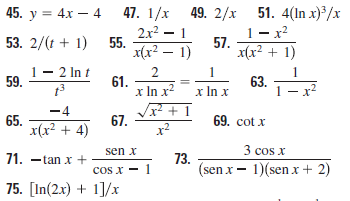 45. y = 4x − 4 47. 1/x 49. 2/x 51. 4(ln x)³/x
53. 2/(t + 1) 55. (2x² − 1)/(x(x² − 1)) 57. (1 − x²)/(x(x² + 1))
59. (1 − 2 ln t)/t³ 61. 2/(x ln x²) = 1/(x ln x) 63. 1/(1 − x²)
65. −4/(x(x² + 4)) 67. √(x² + 1)/x² 69. cot x
71. −tan x + sen x/(cos x − 1) 73. 3 cos x/((sen x − 1)(sen x + 2))
75. [ln(2x) + 1]/x